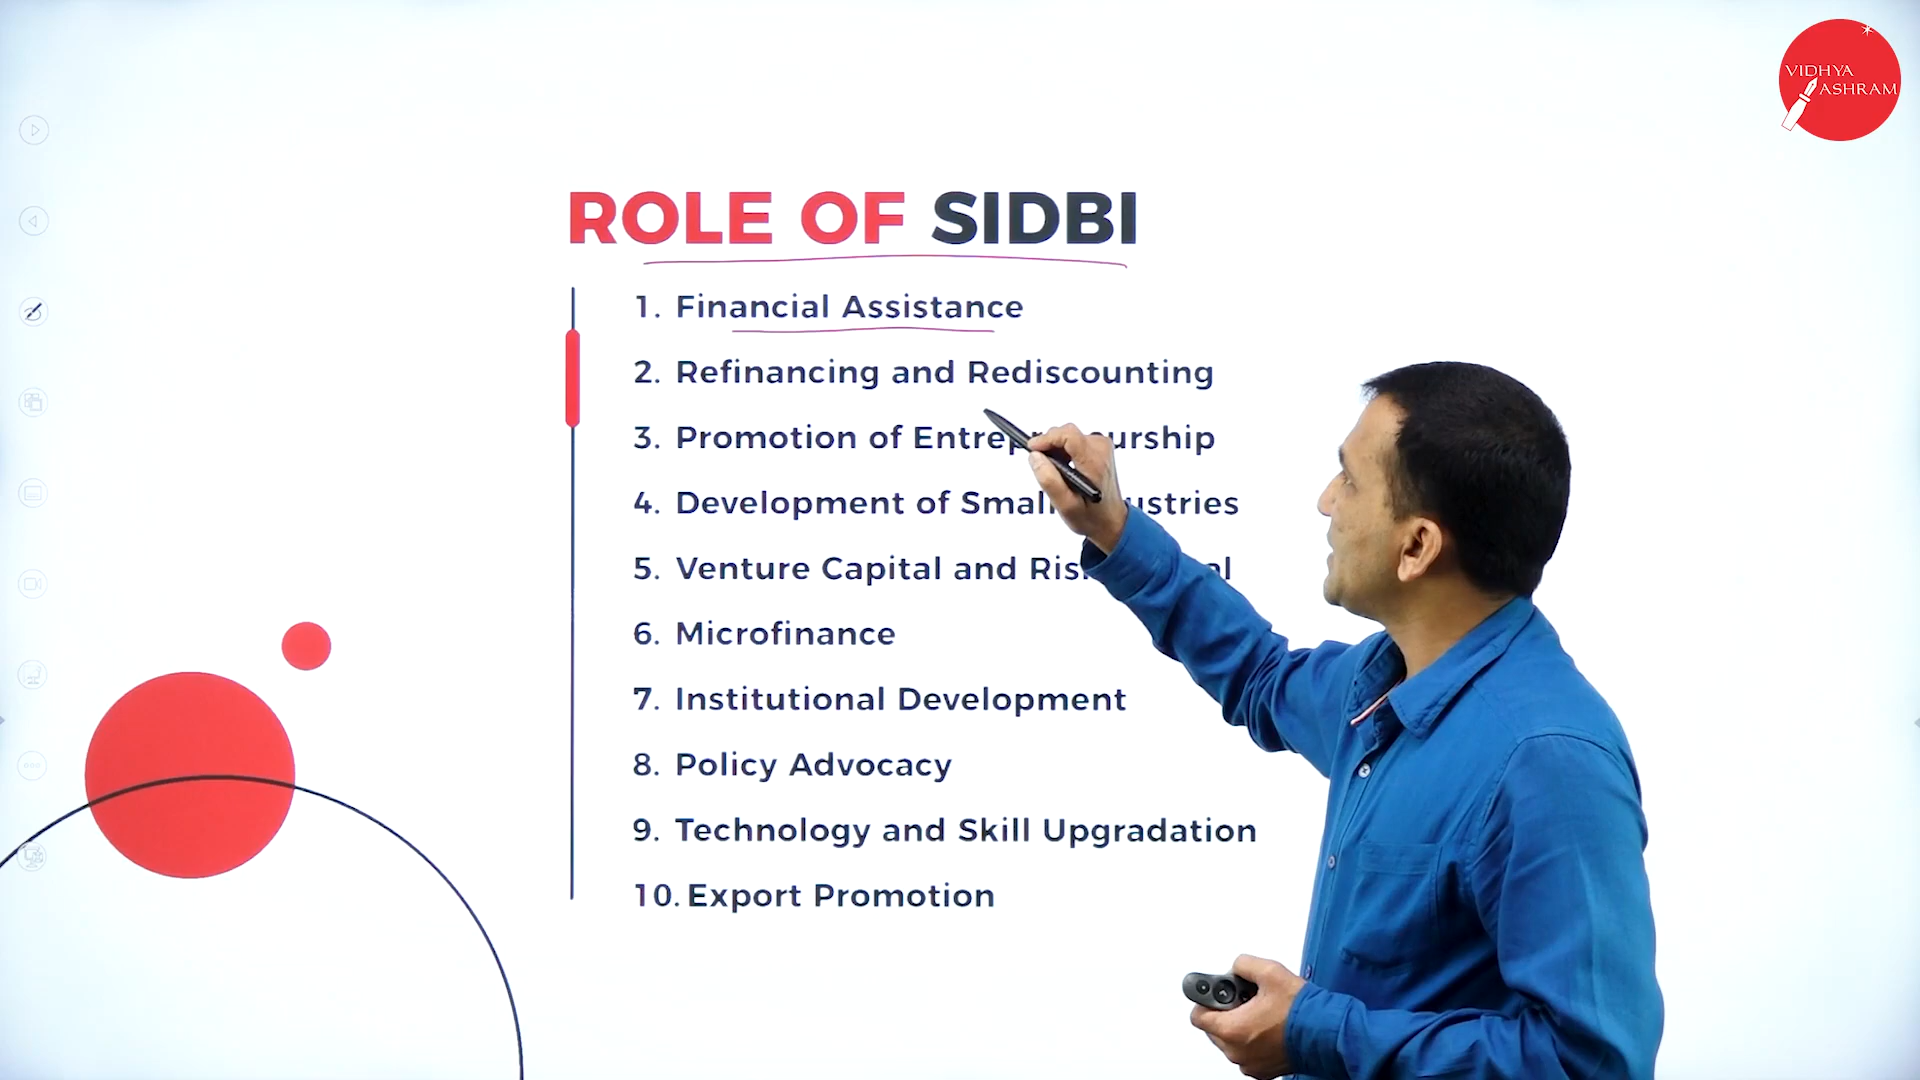 VIDHYA
ASHRAM
ROLE OF SIDBI
1. Financial Assistance
2. Refinancing and Rediscounting
3. Promotion of
4. Development of
5. Venture Capital and
6. Microfinance
7. Institutional Development
8. Policy Advocacy
9. Technology and Skill Upgradation
10. Export Promotion